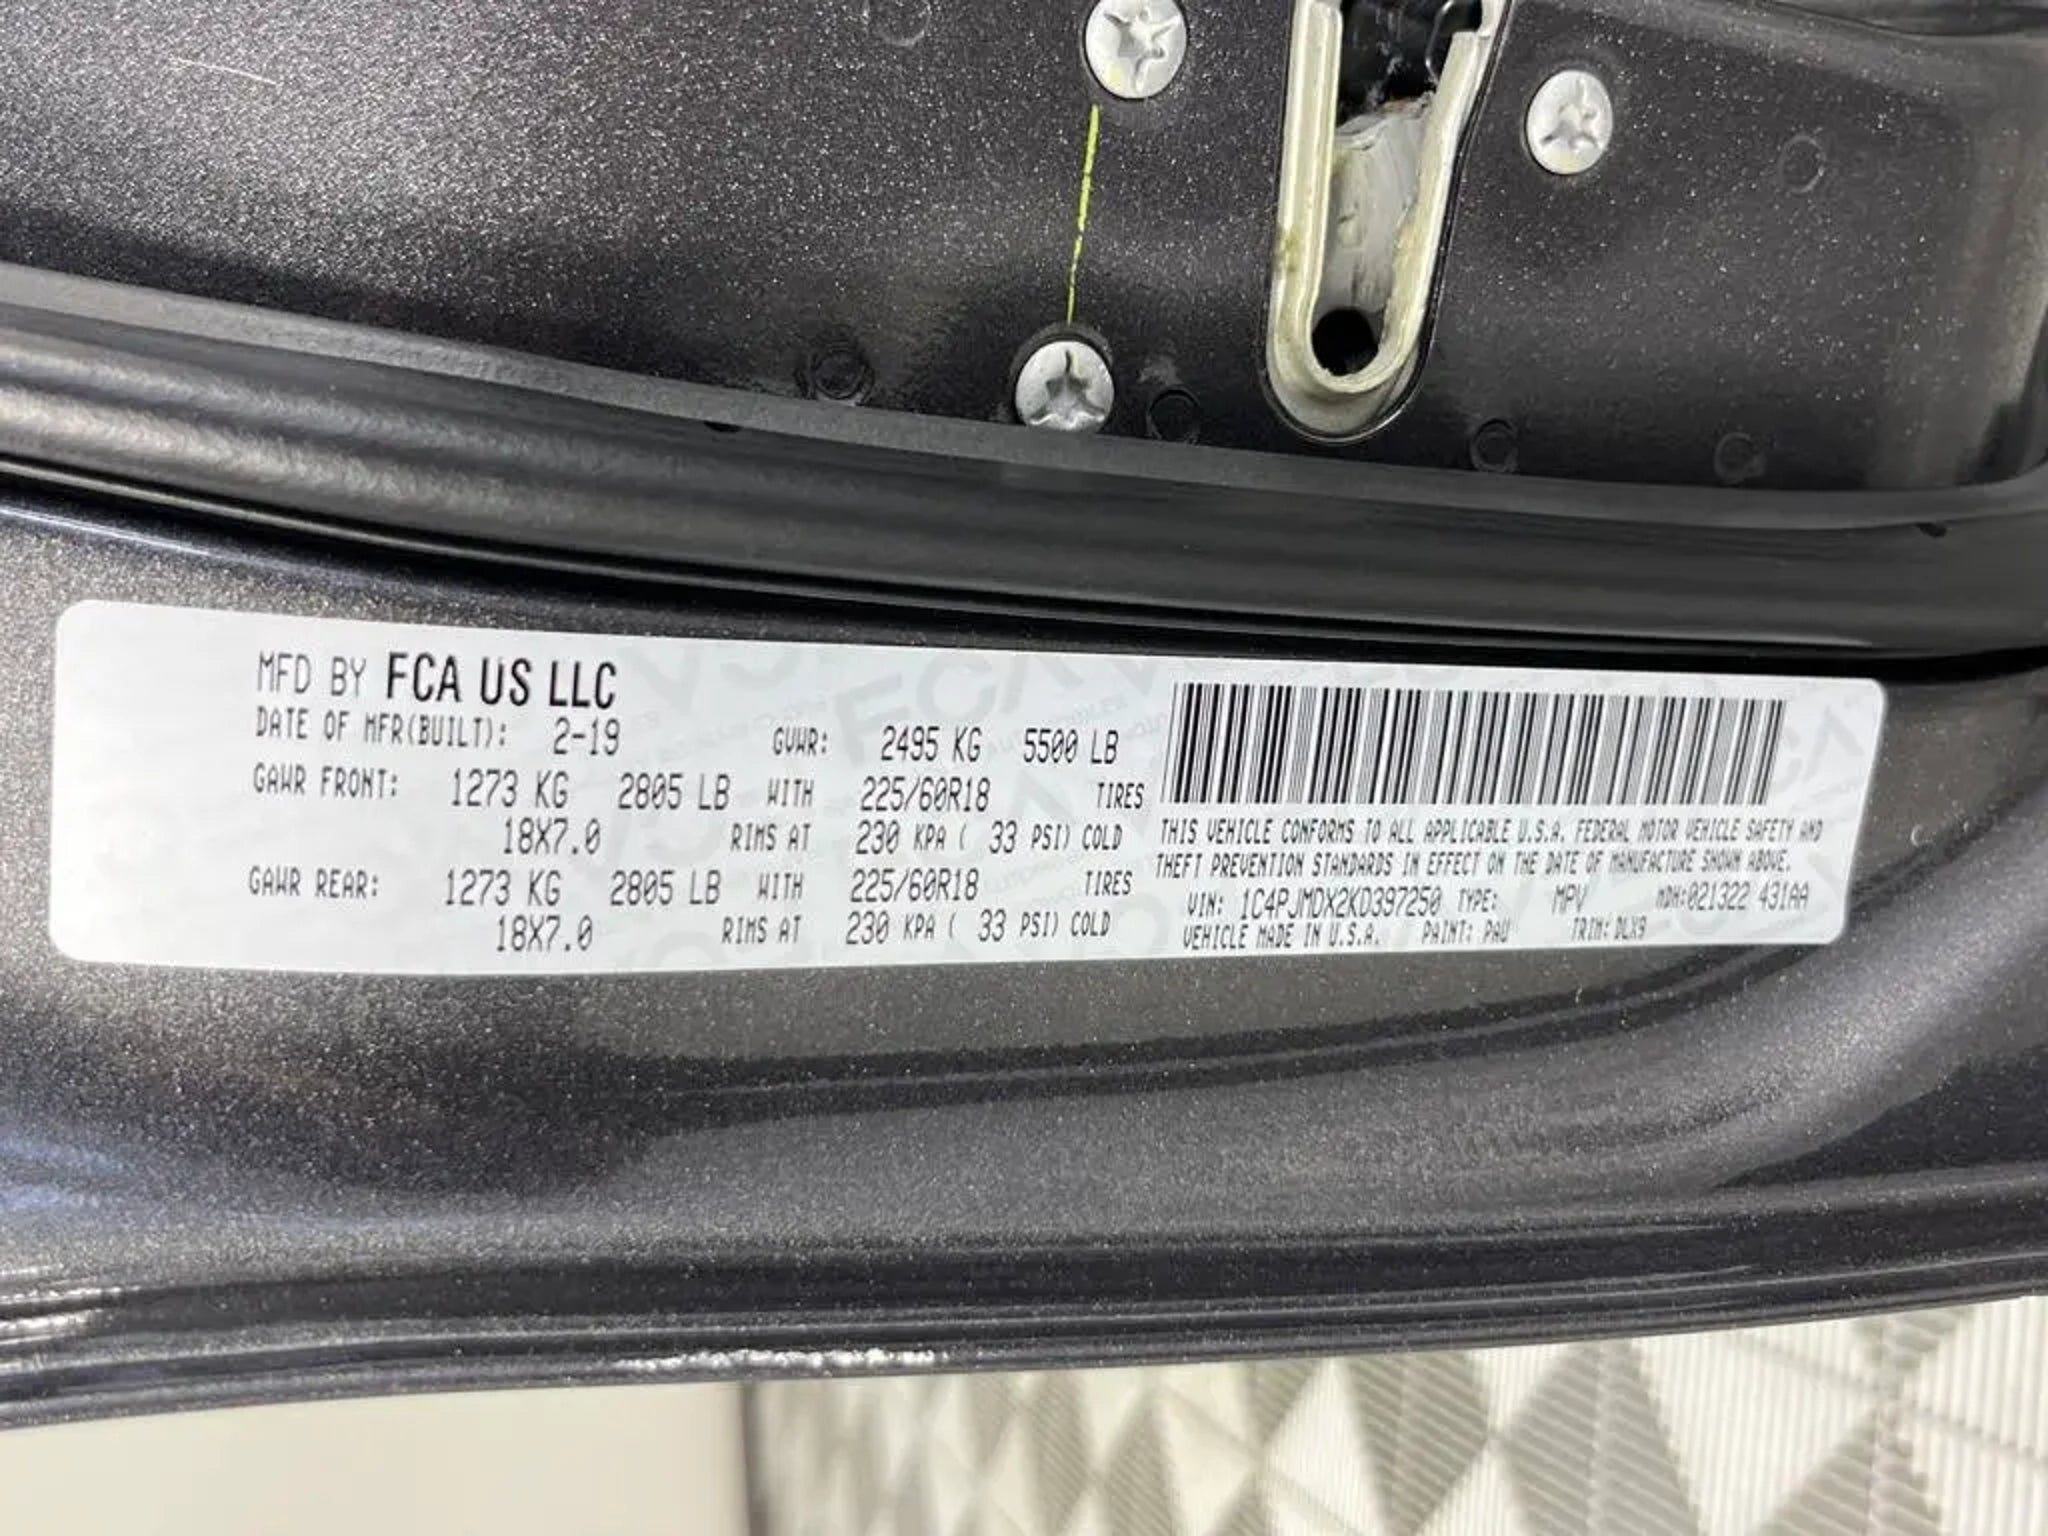 MFD BY FCA US LLC
DATE OF MFR(BUILT): 2-19 GVWR: 2495 KG 5500 LB
GAWR FRONT: 1273 KG 2805 LB WITH 225/60R18 TIRES
18X7.0 RIMS AT 230 KPA ( 33 PSI) COLD
GAWR REAR: 1273 KG 2805 LB WITH 225/60R18 TIRES
18X7.0 RIMS AT 230 KPA ( 33 PSI) COLD
THIS VEHICLE CONFORMS TO ALL APPLICABLE U.S.A. FEDERAL MOTOR VEHICLE SAFETY AND
THEFT PREVENTION STANDARDS IN EFFECT ON THE DATE OF MANUFACTURE SHOWN ABOVE.
VIN: 1C4PJMDX2KD397250 TYPE: MPV MDH:021322 431AA
VEHICLE MADE IN U.S.A. PAINT: PAU TRIM: DLX9